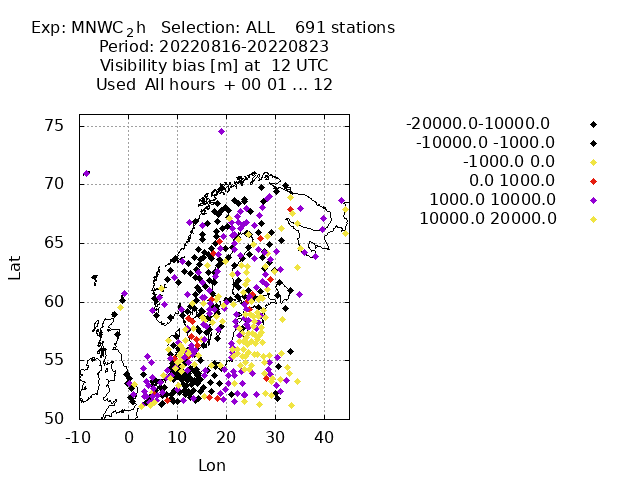 Exp: MNWC_2h   Selection: ALL    691 stations
Period: 20220816-20220823
Visibility bias [m] at  12 UTC
Used  All hours  + 00 01 ... 12
-20000.0-10000.0
-10000.0 -1000.0
-1000.0 0.0
0.0 1000.0
1000.0 10000.0
10000.0 20000.0
75
70
65
60
55
50
Lat
-10 0 10 20 30 40
Lon